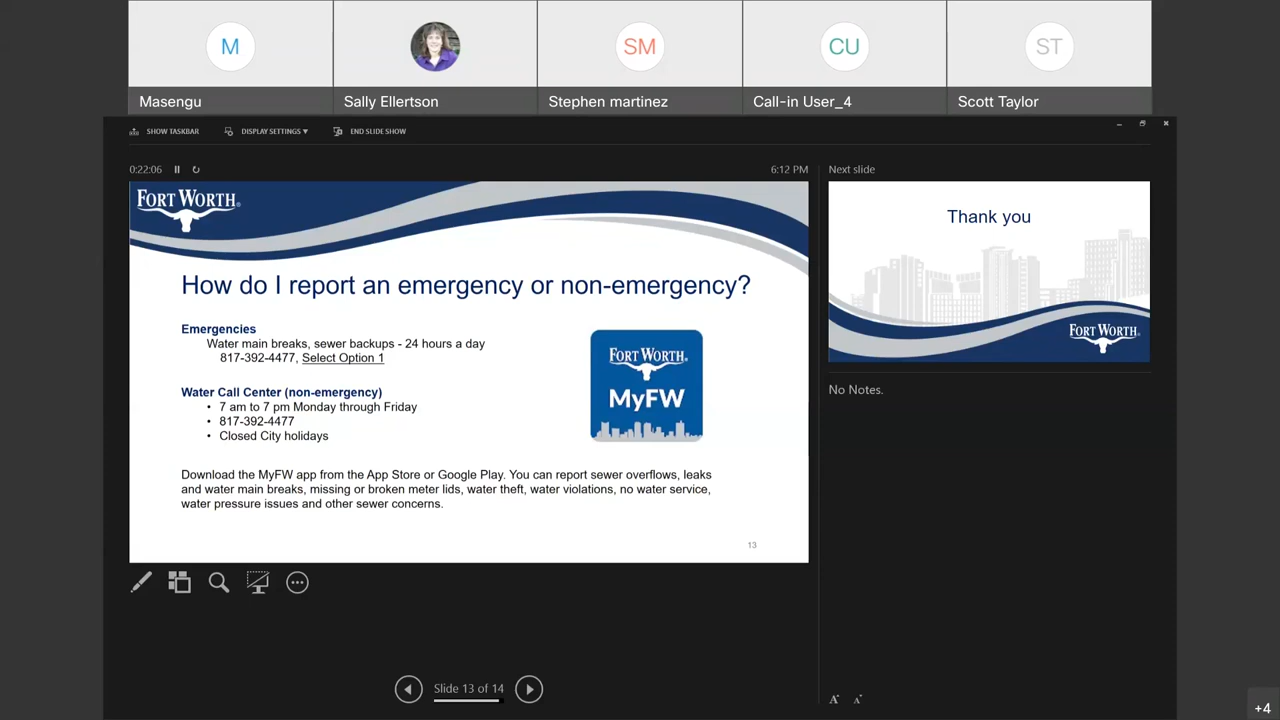 M
SM
CU
ST
Masengu
Sally Ellertson
Stephen martinez
Call-in User_4
Scott Taylor
SHOW TASKBAR
DISPLAY SETTINGS ▾
END SLIDE SHOW
0:22:06
6:12 PM
Next slide
FORT WORTH®
How do I report an emergency or non-emergency?
Emergencies
Water main breaks, sewer backups - 24 hours a day
817-392-4477, Select Option 1
Water Call Center (non-emergency)
• 7 am to 7 pm Monday through Friday
• 817-392-4477
• Closed City holidays
FORT WORTH®
MyFW
Download the MyFW app from the App Store or Google Play. You can report sewer overflows, leaks
and water main breaks, missing or broken meter lids, water theft, water violations, no water service,
water pressure issues and other sewer concerns.
13
Thank you
FORT WORTH®
No Notes.
Slide 13 of 14
A
A
+4